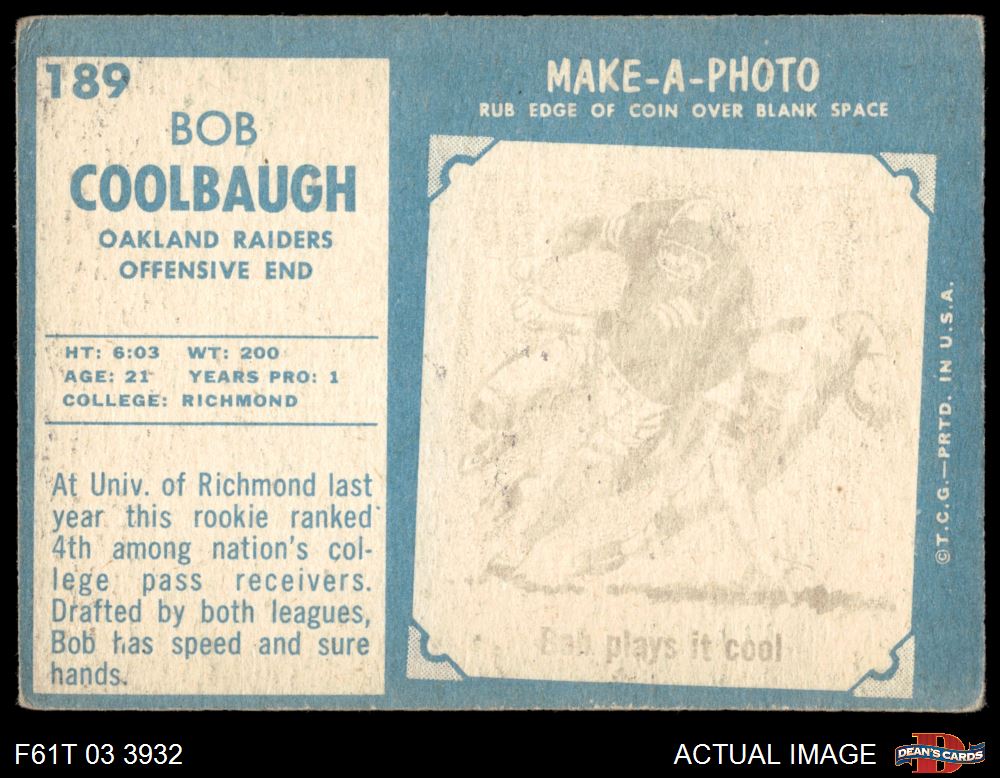 189
BOB
COOLBAUGH
OAKLAND RAIDERS
OFFENSIVE END
HT: 6:03 WT: 200
AGE: 21 YEARS PRO: 1
COLLEGE: RICHMOND
At Univ. of Richmond last
year this rookie ranked
4th among nation's col-
lege pass receivers.
Drafted by both leagues,
Bob has speed and sure
hands.
MAKE-A-PHOTO
RUB EDGE OF COIN OVER BLANK SPACE
Bob plays it cool
©T.C.G.—PRTD. IN U.S.A.
F61T 03 3932
ACTUAL IMAGE
DEAN'S CARDS